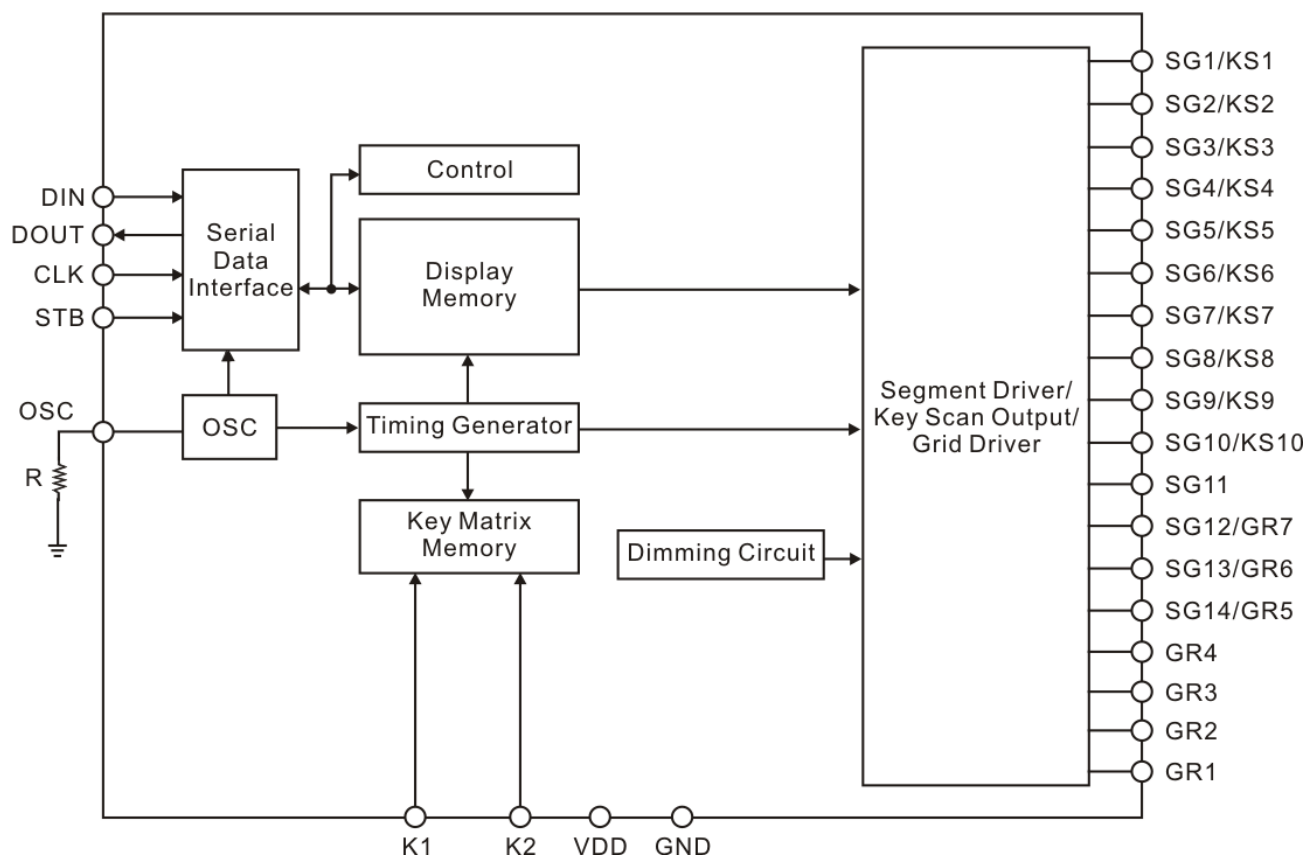 DIN
DOUT
CLK
STB
OSC
R
Serial
Data
Interface
OSC
Control
Display
Memory
Timing Generator
Key Matrix
Memory
Dimming Circuit
Segment Driver/
Key Scan Output/
Grid Driver
SG1/KS1
SG2/KS2
SG3/KS3
SG4/KS4
SG5/KS5
SG6/KS6
SG7/KS7
SG8/KS8
SG9/KS9
SG10/KS10
SG11
SG12/GR7
SG13/GR6
SG14/GR5
GR4
GR3
GR2
GR1
K1
K2
VDD
GND